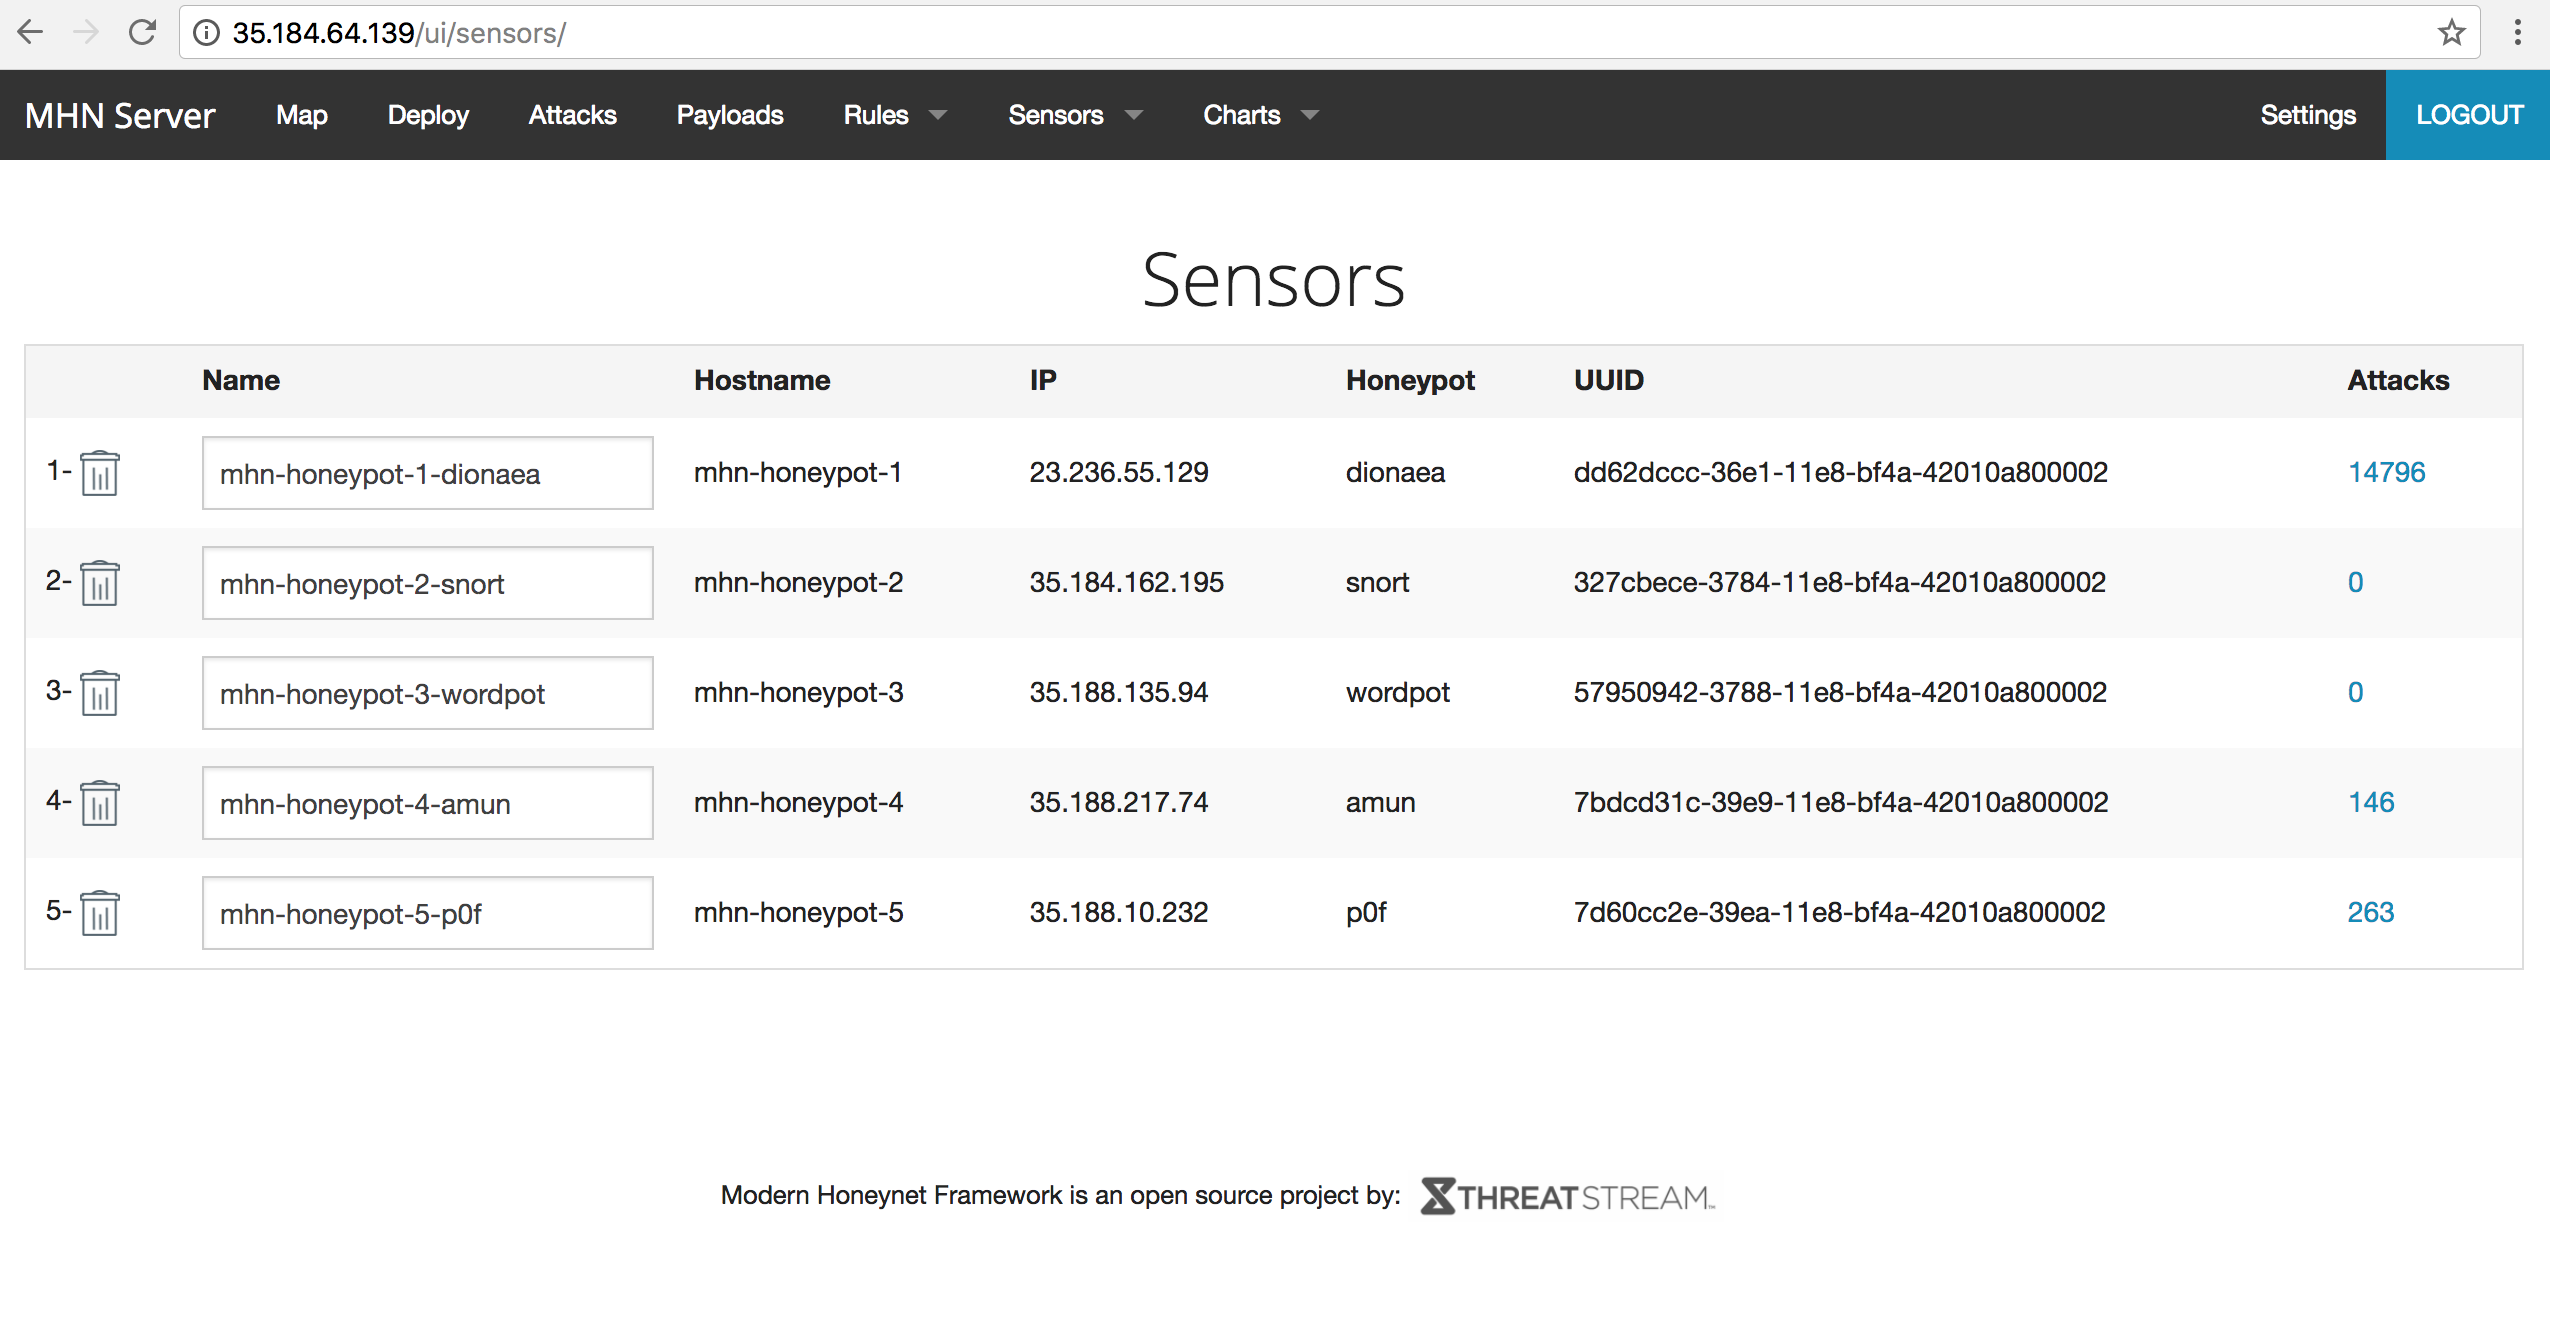 35.184.64.139/ui/sensors/
MHN Server Map Deploy Attacks Payloads Rules Sensors Charts Settings LOGOUT
Sensors
Name Hostname IP Honeypot UUID Attacks
1- mhn-honeypot-1-dionaea mhn-honeypot-1 23.236.55.129 dionaea dd62dccc-36e1-11e8-bf4a-42010a800002 14796
2- mhn-honeypot-2-snort mhn-honeypot-2 35.184.162.195 snort 327cbece-3784-11e8-bf4a-42010a800002 0
3- mhn-honeypot-3-wordpot mhn-honeypot-3 35.188.135.94 wordpot 57950942-3788-11e8-bf4a-42010a800002 0
4- mhn-honeypot-4-amun mhn-honeypot-4 35.188.217.74 amun 7bdcd31c-39e9-11e8-bf4a-42010a800002 146
5- mhn-honeypot-5-p0f mhn-honeypot-5 35.188.10.232 p0f 7d60cc2e-39ea-11e8-bf4a-42010a800002 263
Modern Honeynet Framework is an open source project by: THREATSTREAM™